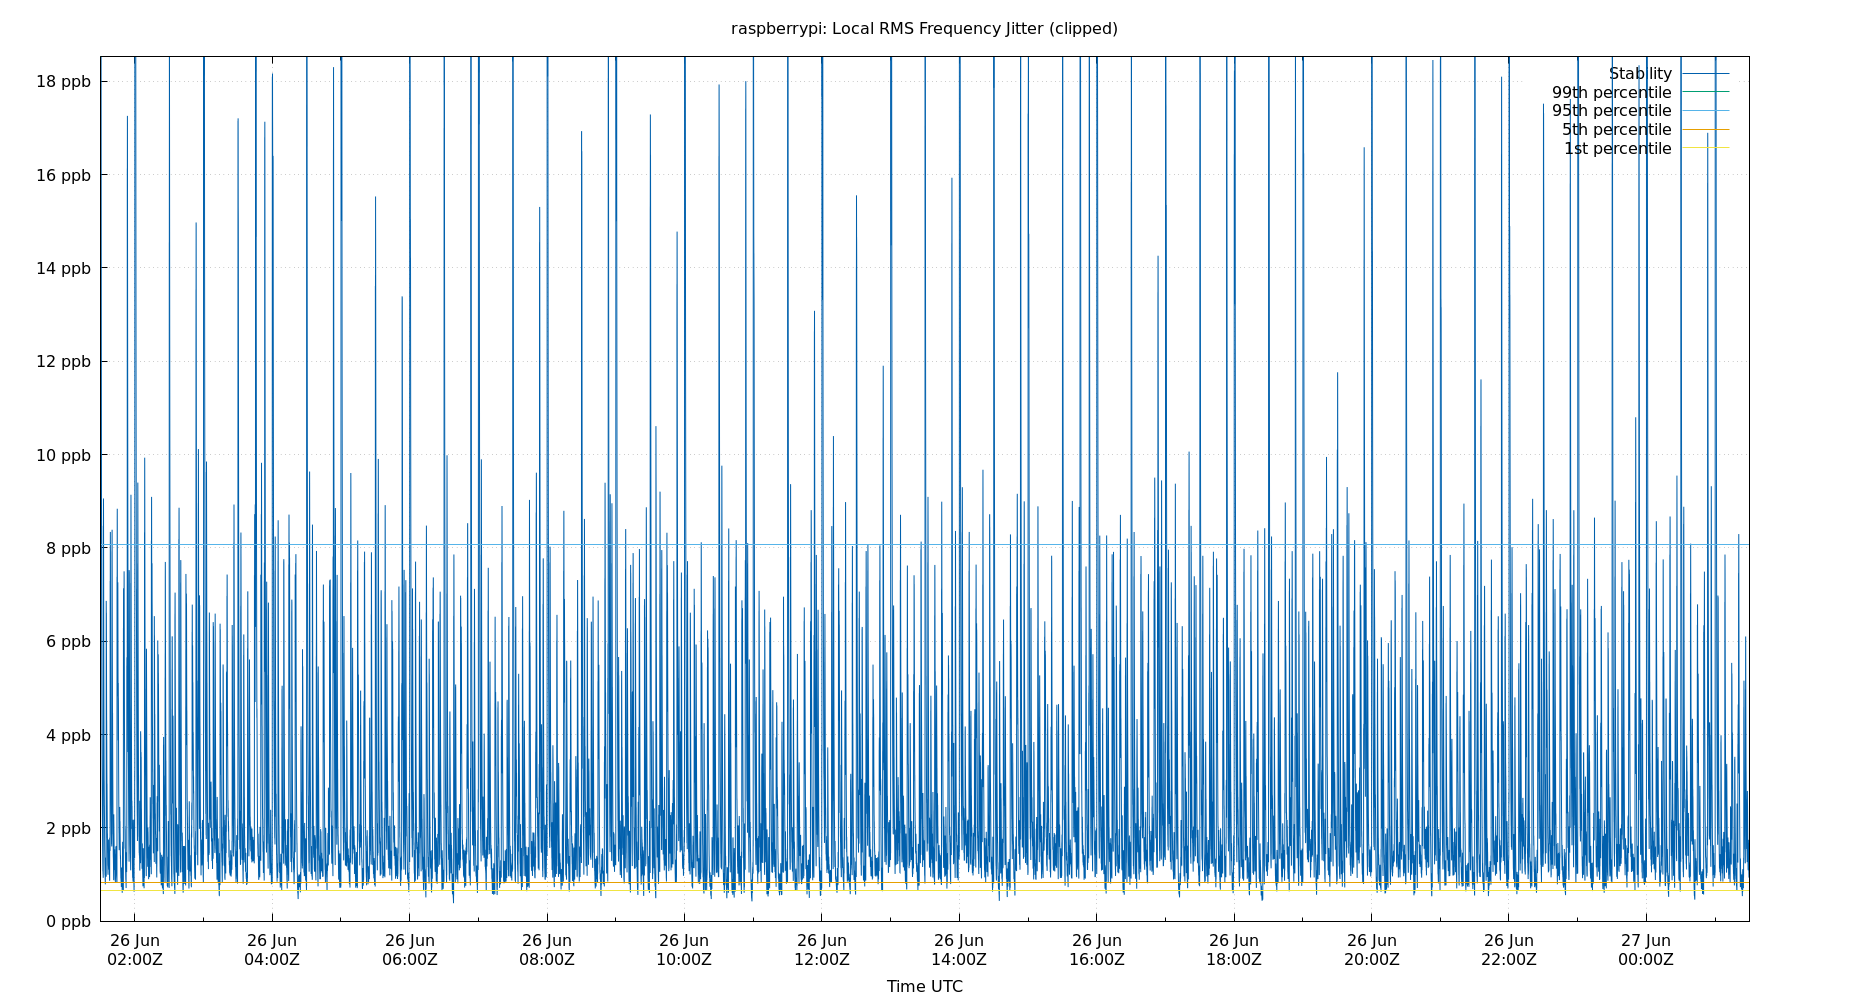 raspberrypi: Local RMS Frequency Jitter (clipped)
18 ppb
16 ppb
14 ppb
12 ppb
10 ppb
8 ppb
6 ppb
4 ppb
2 ppb
0 ppb
Stability
99th percentile
95th percentile
5th percentile
1st percentile
26 Jun 26 Jun 26 Jun 26 Jun 26 Jun 26 Jun 26 Jun 26 Jun 26 Jun 26 Jun 26 Jun 27 Jun
02:00Z 04:00Z 06:00Z 08:00Z 10:00Z 12:00Z 14:00Z 16:00Z 18:00Z 20:00Z 22:00Z 00:00Z
Time UTC